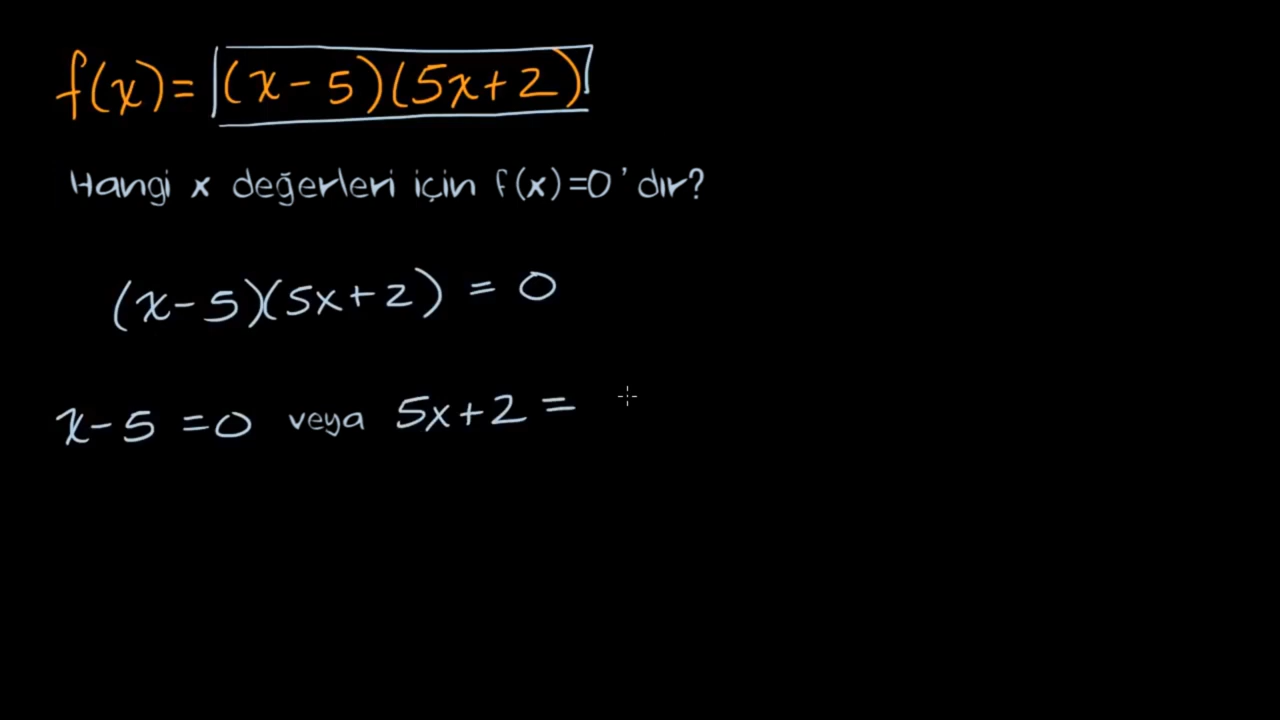 f(x)= (x-5)(5x+2)
Hangi x değerleri için f(x)=0'dır?
(x-5)(5x+2) = 0
x-5 =0 veya 5x+2 =